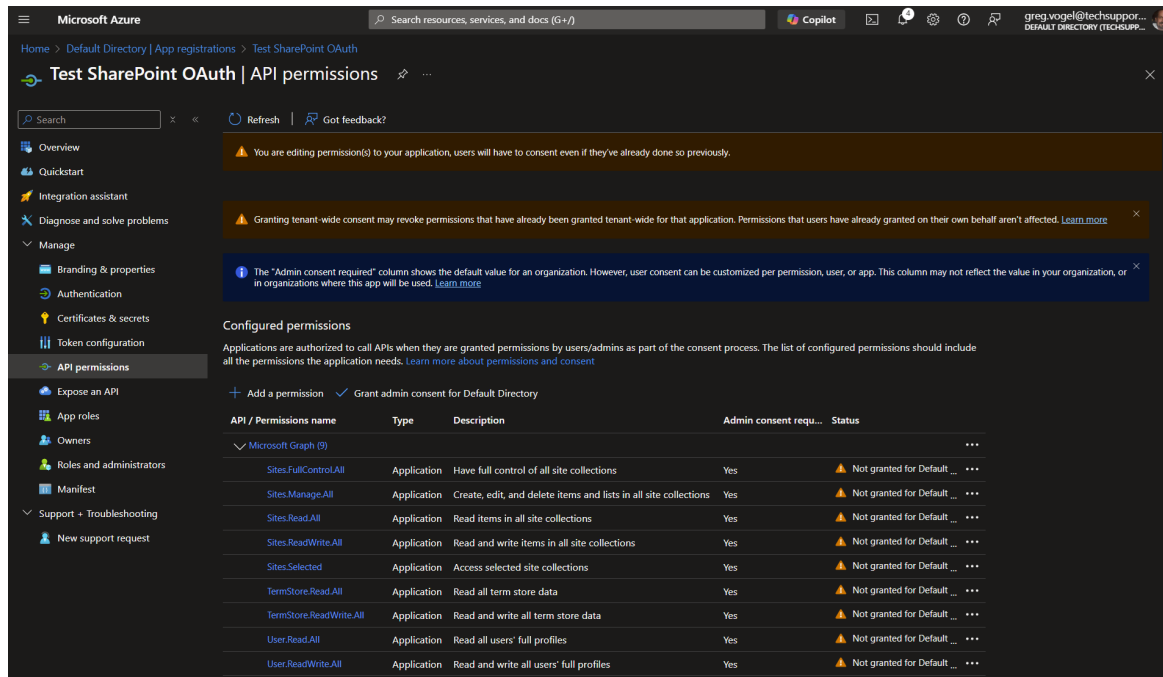 Microsoft Azure
Search resources, services, and docs (G+/)
Copilot
4
greg.vogel@techsuppor...
DEFAULT DIRECTORY (TECHSUPP...
Home > Default Directory | App registrations > Test SharePoint OAuth
Test SharePoint OAuth | API permissions
Search
Refresh
Got feedback?
Overview
Quickstart
Integration assistant
Diagnose and solve problems
Manage
Branding & properties
Authentication
Certificates & secrets
Token configuration
API permissions
Expose an API
App roles
Owners
Roles and administrators
Manifest
Support + Troubleshooting
New support request
You are editing permission(s) to your application, users will have to consent even if they've already done so previously.
Granting tenant-wide consent may revoke permissions that have already been granted tenant-wide for that application. Permissions that users have already granted on their own behalf aren't affected. Learn more
The "Admin consent required" column shows the default value for an organization. However, user consent can be customized per permission, user, or app. This column may not reflect the value in your organization, or
in organizations where this app will be used. Learn more
Configured permissions
Applications are authorized to call APIs when they are granted permissions by users/admins as part of the consent process. The list of configured permissions should include
all the permissions the application needs. Learn more about permissions and consent
Add a permission Grant admin consent for Default Directory
API / Permissions name Type Description Admin consent requ... Status
Microsoft Graph (9)
Sites.FullControl.All Application Have full control of all site collections Yes Not granted for Default ...
Sites.Manage.All Application Create, edit, and delete items and lists in all site collections Yes Not granted for Default ...
Sites.Read.All Application Read items in all site collections Yes Not granted for Default ...
Sites.ReadWrite.All Application Read and write items in all site collections Yes Not granted for Default ...
Sites.Selected Application Access selected site collections Yes Not granted for Default ...
TermStore.Read.All Application Read all term store data Yes Not granted for Default ...
TermStore.ReadWrite.All Application Read and write all term store data Yes Not granted for Default ...
User.Read.All Application Read all users' full profiles Yes Not granted for Default ...
User.ReadWrite.All Application Read and write all users' full profiles Yes Not granted for Default ...